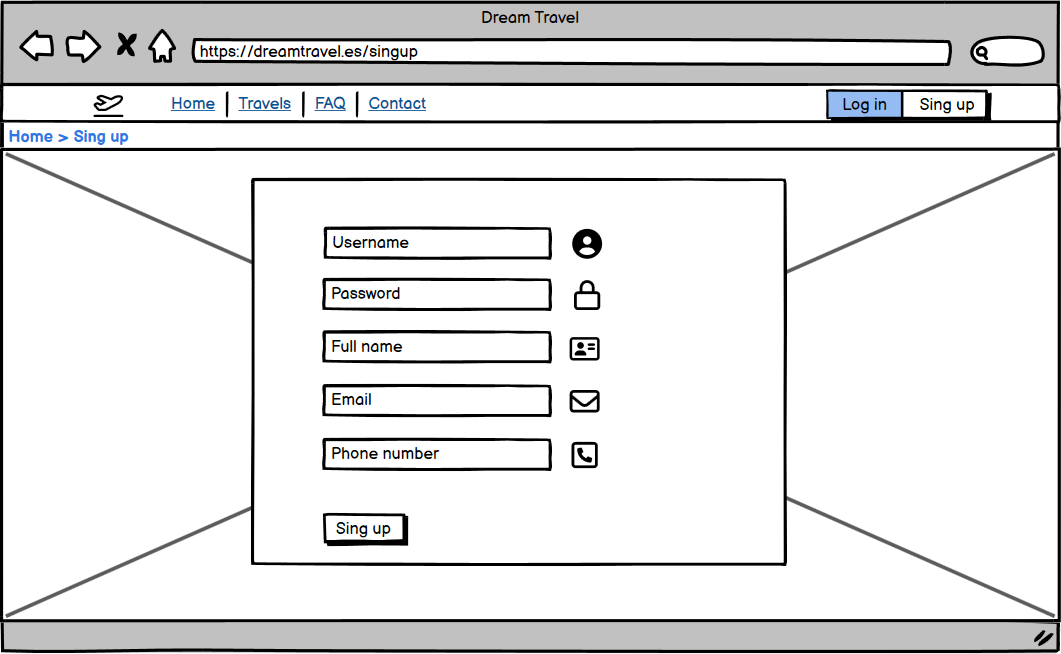 Dream Travel
https://dreamtravel.es/singup
Home Travels FAQ Contact Log in Sing up
Home > Sing up
Username
Password
Full name
Email
Phone number
Sing up